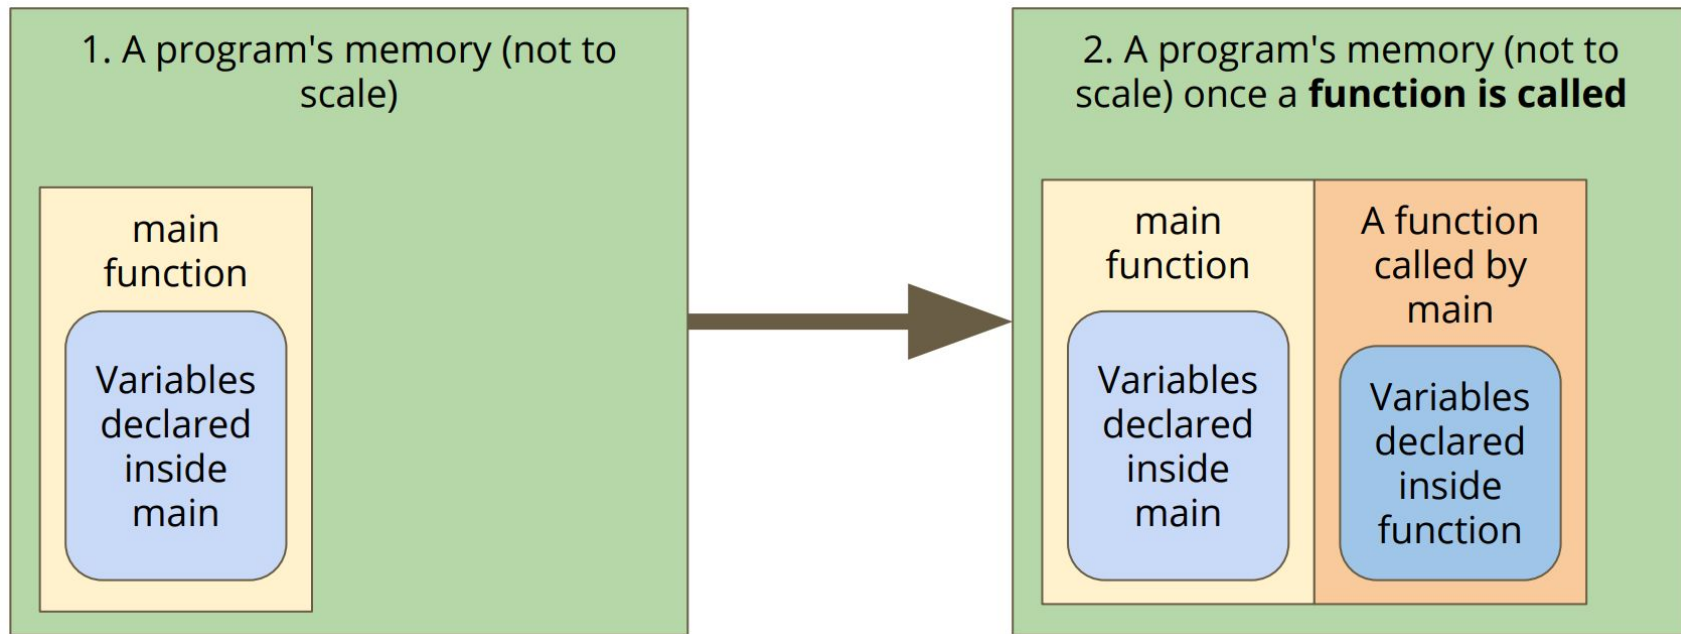 1. A program's memory (not to
scale)
main
function
Variables
declared
inside
main
2. A program's memory (not to
scale) once a function is called
main
function
Variables
declared
inside
main
A function
called by
main
Variables
declared
inside
function